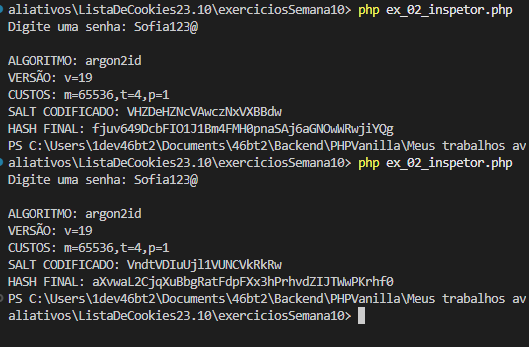 aliativos\ListaDeCookies23.10\exerciciosSemana10> php ex_02_inspetor.php
Digite uma senha: Sofia123@
ALGORITMO: argon2id
VERSÃO: v=19
CUSTOS: m=65536,t=4,p=1
SALT CODIFICADO: VHZDeHZNcVAwczNxVXBBdw
HASH FINAL: fjuv649DcbFIO1J1Bm4FMH0pnaSAj6aGNOwWRwjiYQg
PS C:\Users\1dev46bt2\Documents\46bt2\Backend\PHPVanilla\Meus trabalhos av
aliativos\ListaDeCookies23.10\exerciciosSemana10> php ex_02_inspetor.php
Digite uma senha: Sofia123@
ALGORITMO: argon2id
VERSÃO: v=19
CUSTOS: m=65536,t=4,p=1
SALT CODIFICADO: VndtVDIuUjl1VUNCVkRkRw
HASH FINAL: aXvwaL2CjqXuBbgRatFdpFXx3hPrhvdZIJTWwPKrhf0
PS C:\Users\1dev46bt2\Documents\46bt2\Backend\PHPVanilla\Meus trabalhos av
aliativos\ListaDeCookies23.10\exerciciosSemana10>